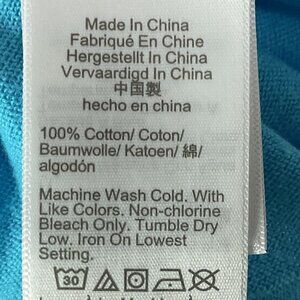 Made In China
Fabriqué En Chine
Hergestellt In China
Vervaardigd In China
中国製
hecho en china
100% Cotton/ Coton/
Baumwolle/ Katoen/ 綿/
algodón
Machine Wash Cold. With
Like Colors. Non-chlorine
Bleach Only. Tumble Dry
Low. Iron On Lowest
Setting.
30